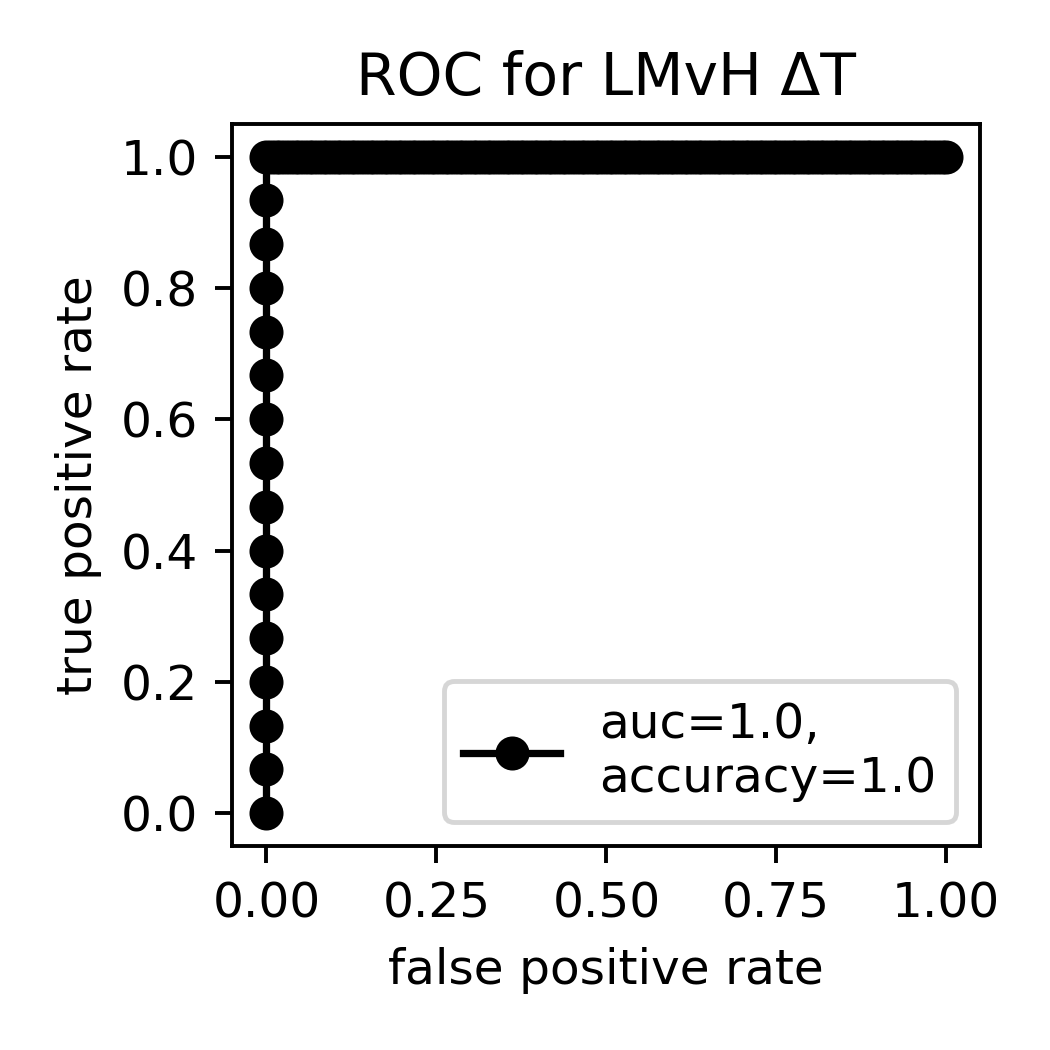 ROC for LMvH ΔT
1.0
0.8
0.6
0.4
0.2
0.0
true positive rate
auc=1.0,
accuracy=1.0
0.00 0.25 0.50 0.75 1.00
false positive rate